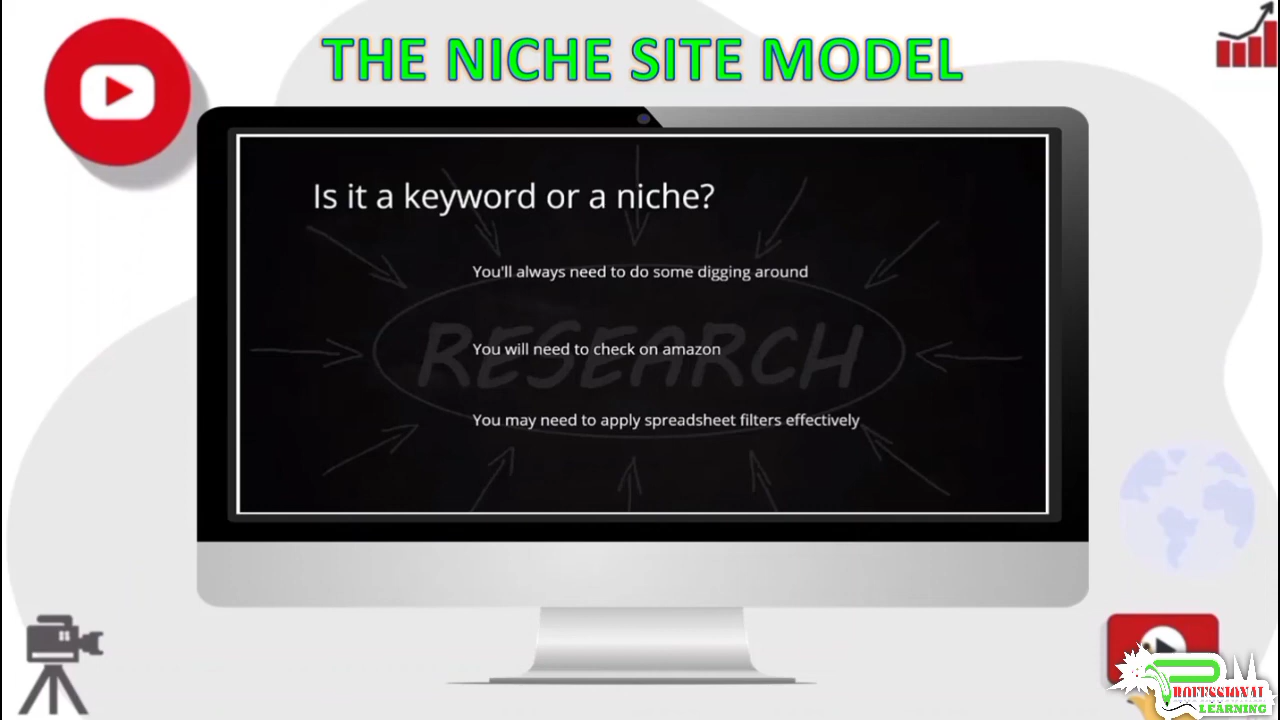 THE NICHE SITE MODEL
Is it a keyword or a niche?
You'll always need to do some digging around
RESEARCH
You will need to check on amazon
You may need to apply spreadsheet filters effectively
PROFESSIONAL
LEARNING